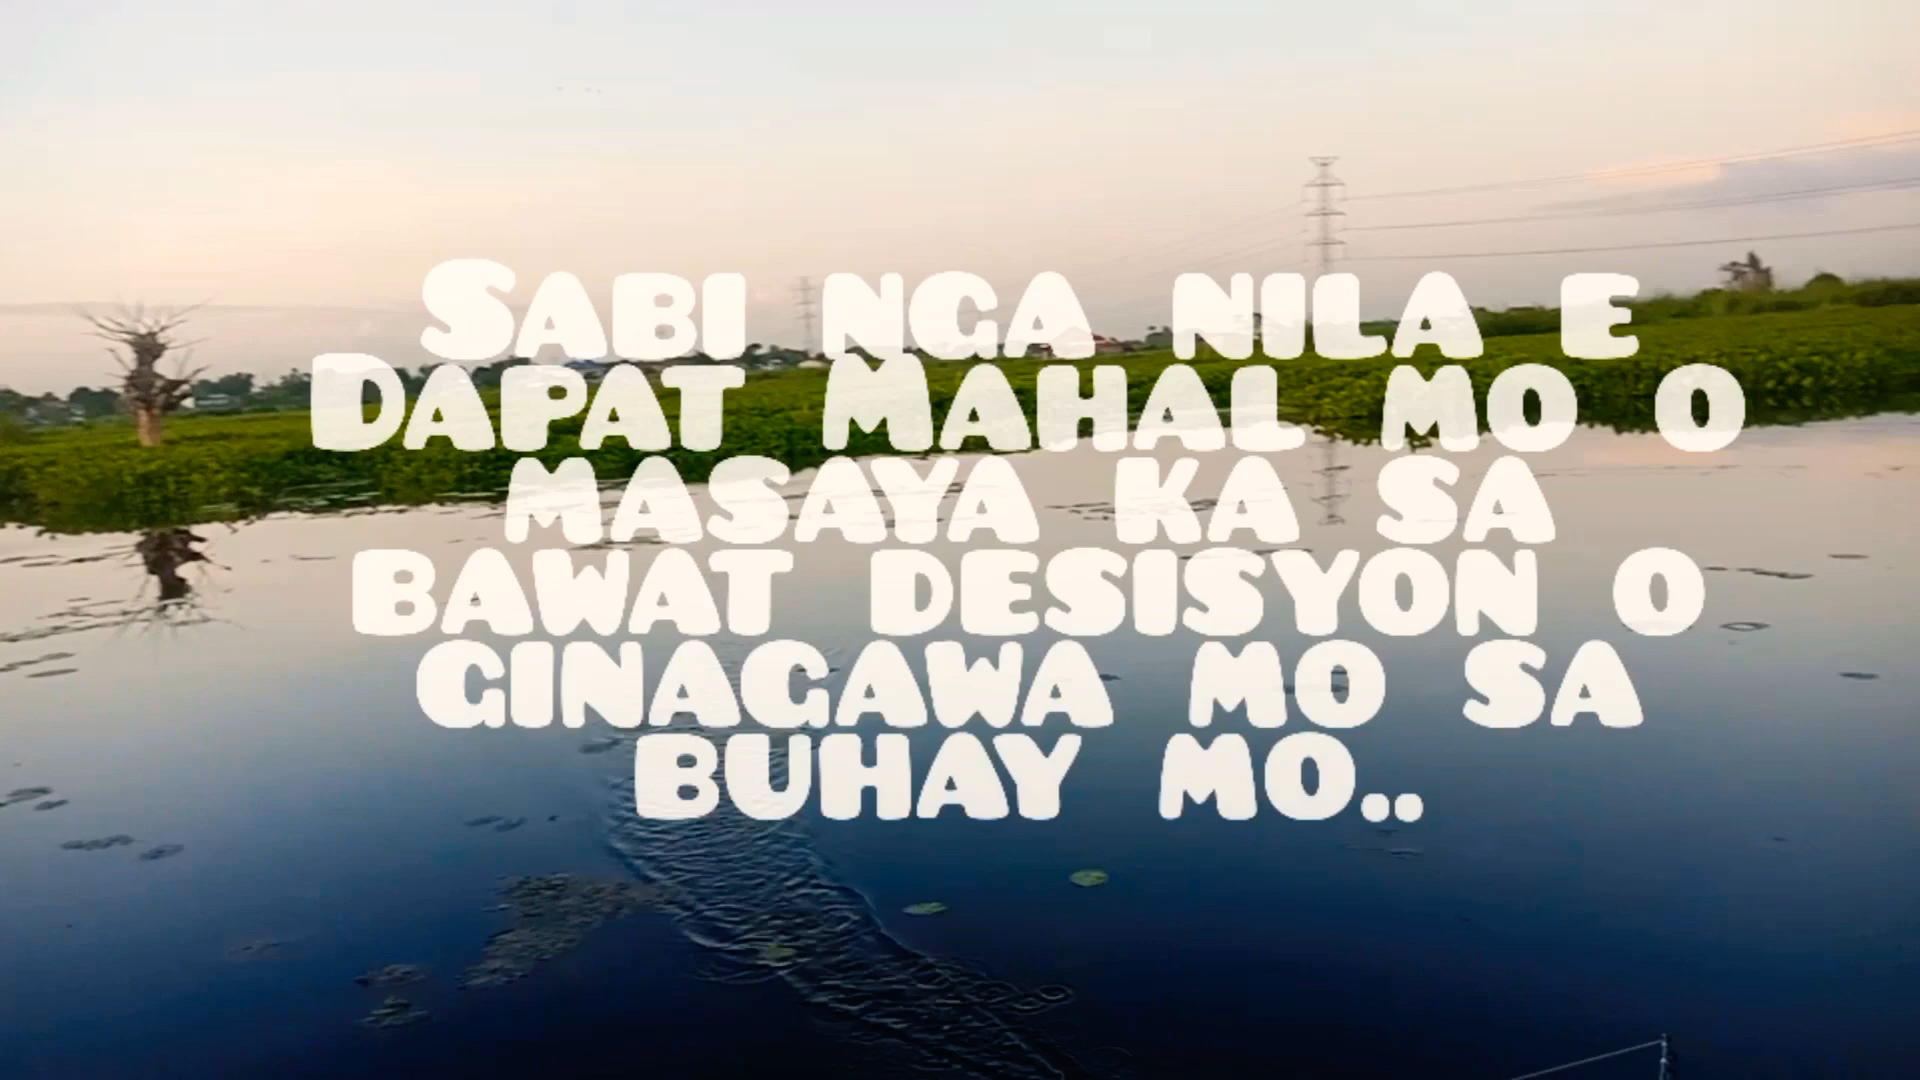 Sabi nga nila e
Dapat Mahal mo o
masaya ka sa
bawat desisyon o
ginagawa mo sa
buhay mo..